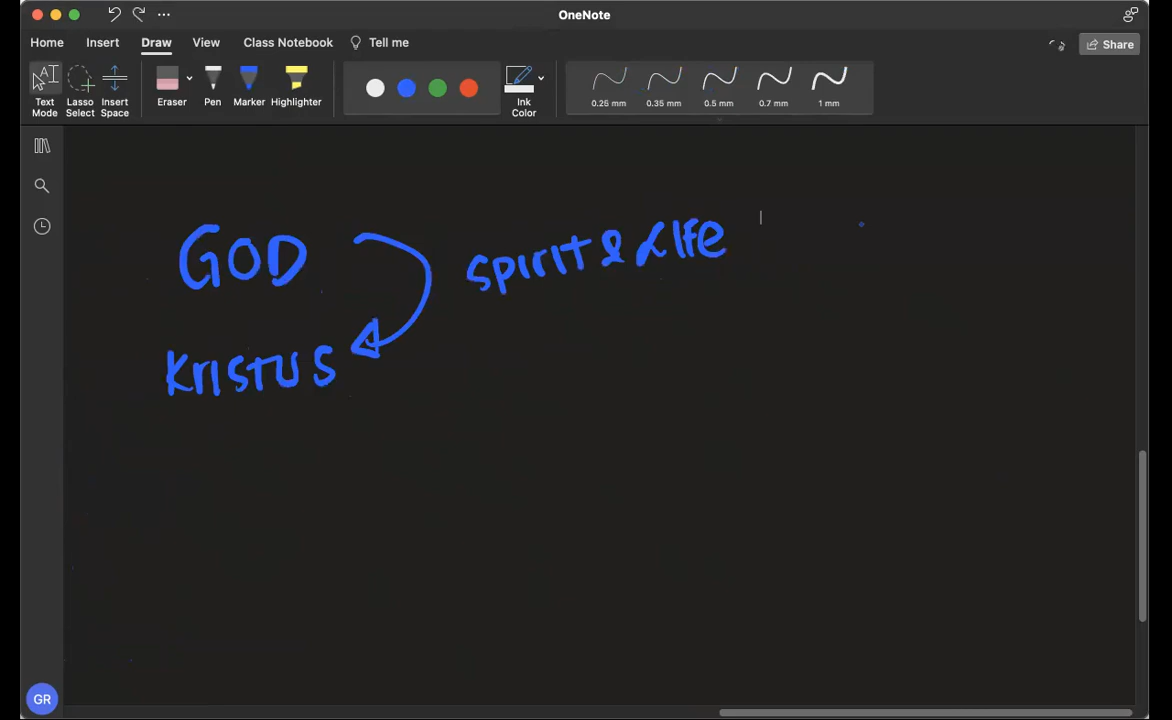 OneNote
Home Insert Draw View Class Notebook Tell me
Share
Text Mode
Lasso Select
Insert Space
Eraser
Pen
Marker
Highlighter
Ink Color
0.25 mm 0.35 mm 0.5 mm 0.7 mm 1 mm
GOD
spirit & Life
Kristus
GR